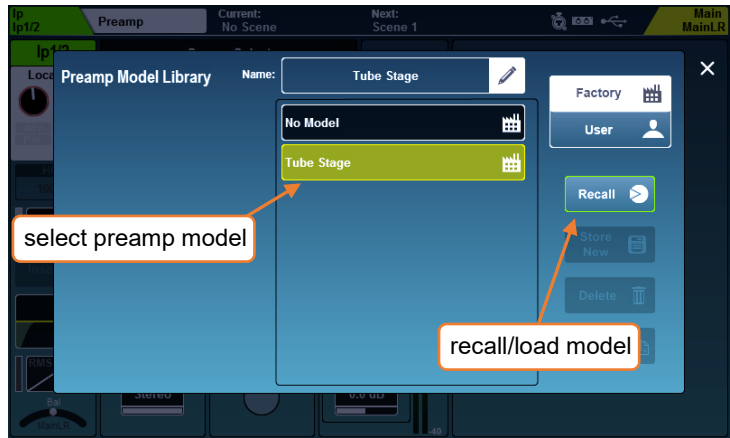 Ip
Ip1/2
Preamp
Current:
No Scene
Next:
Scene 1
Main
MainLR
Ip1/2
Preamp Model Library
Name:
Tube Stage
Factory
User
No Model
Tube Stage
Recall
select preamp model
Store
New
Delete
recall/load model
RMS
Stereo
0.0 dB
Bal
MainLR
-40